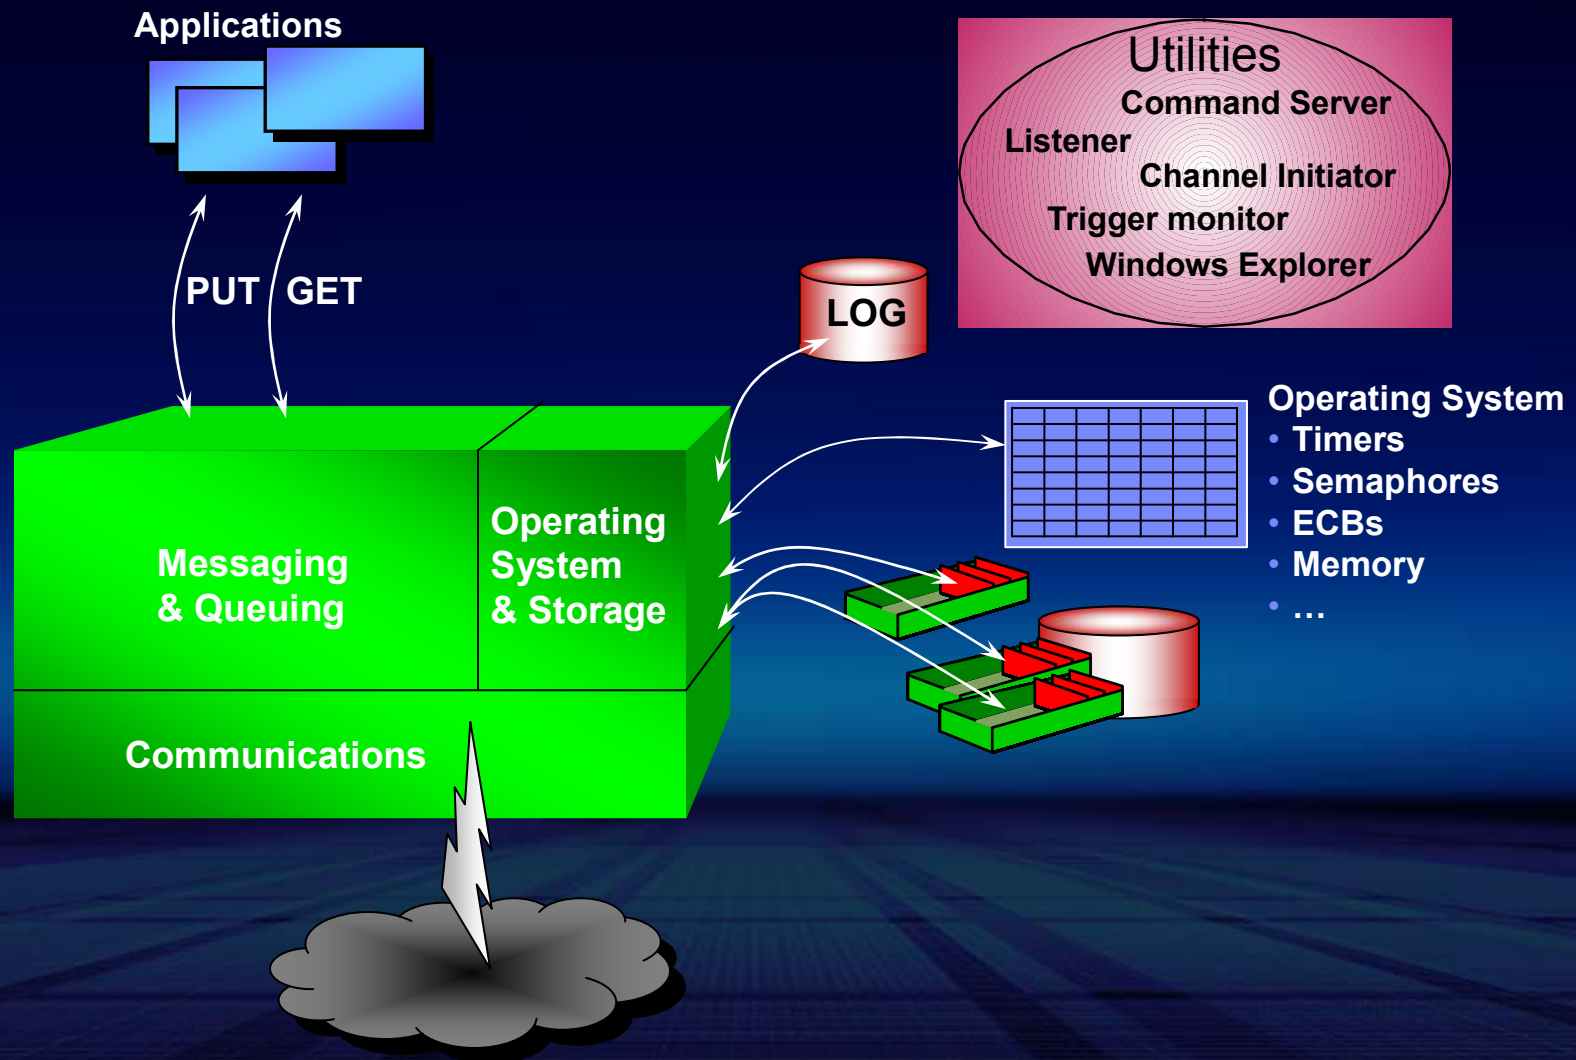 Applications
Utilities
Command Server
Listener
Channel Initiator
Trigger monitor
Windows Explorer
PUT
GET
LOG
Operating System
• Timers
• Semaphores
• ECBs
• Memory
• …
Messaging
& Queuing
Operating
System
& Storage
Communications